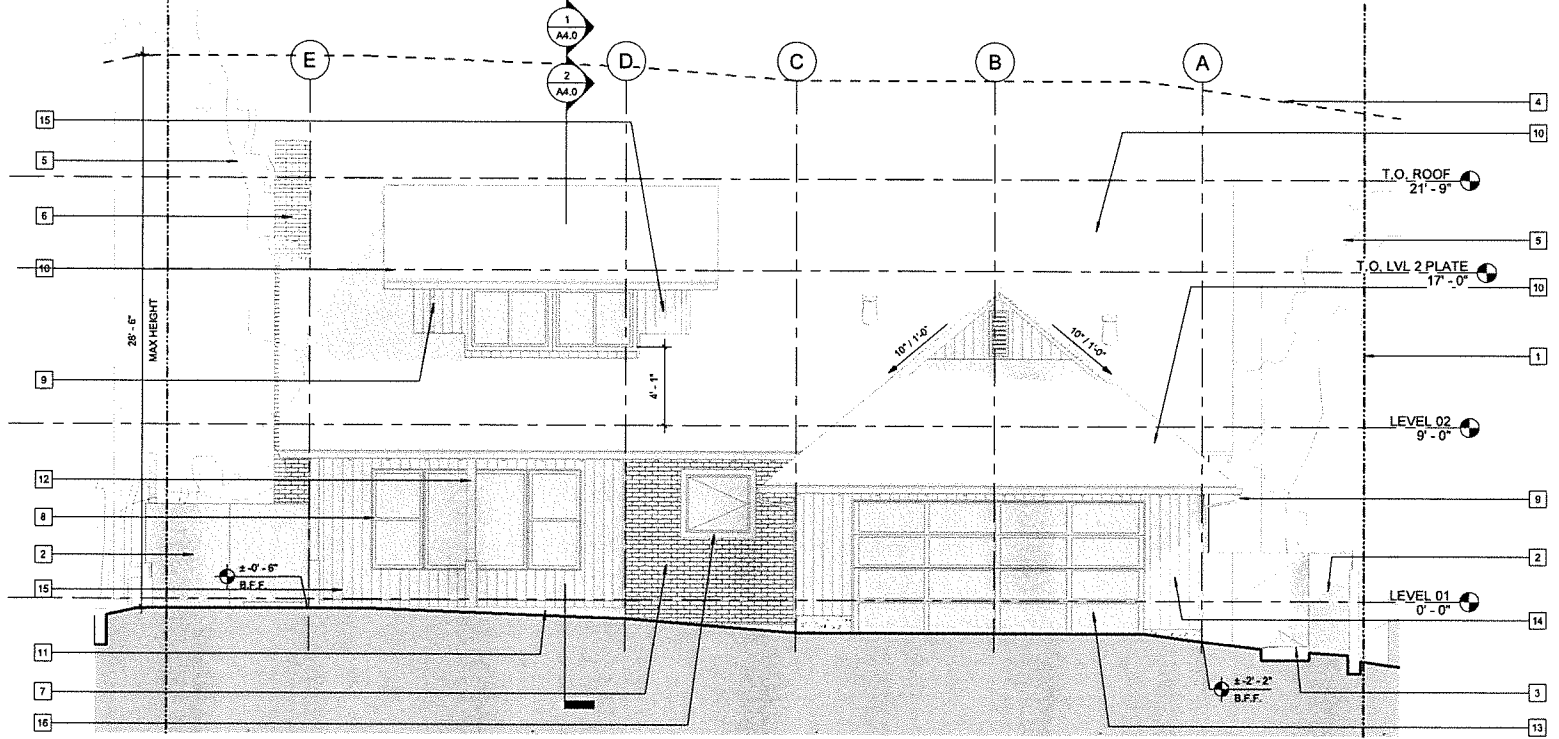 1
A4.0
E
D
C
B
A
2
A4.0
4
15
10
5
T.O. ROOF
21' - 9"
6
5
10
T.O. LVL 2 PLATE
17' - 0"
10
28' - 6"
MAX HEIGHT
10" / 1'-0"
10" / 1'-0"
1
9
4' - 1"
LEVEL 02
9' - 0"
12
9
8
2
± -0' - 6"
B.F.F.
2
15
LEVEL 01
0' - 0"
14
11
7
± -2' - 2"
B.F.F.
3
16
13